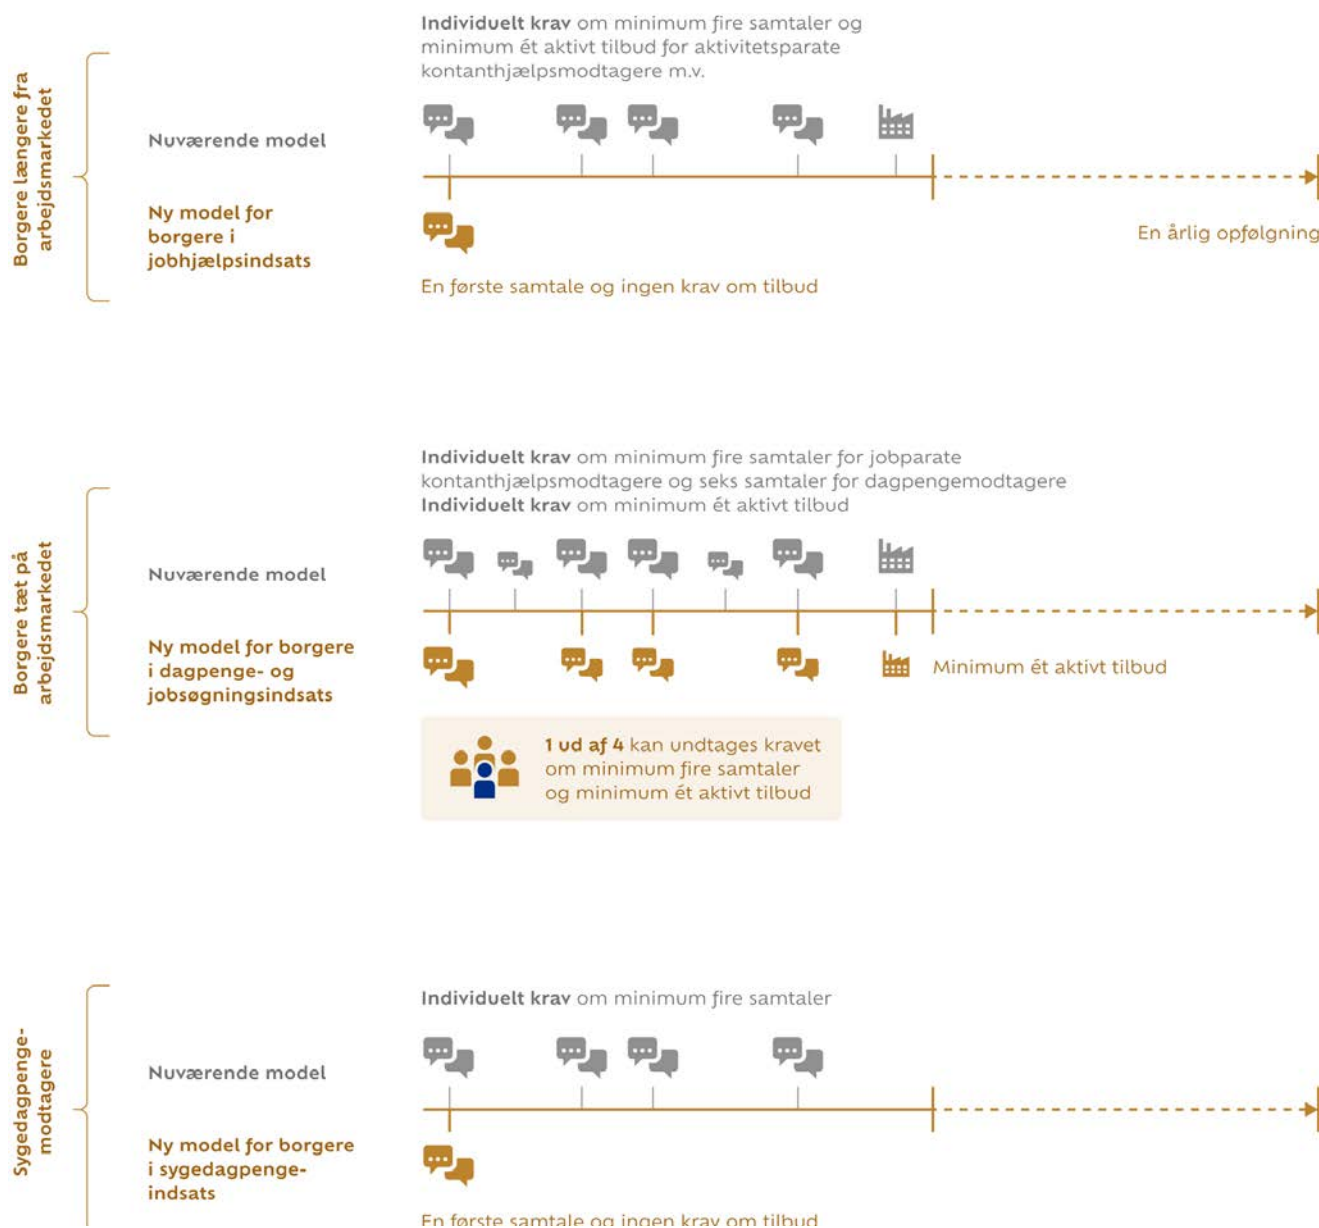 Borgere længere fra
arbejdsmarkedet
Individuelt krav om minimum fire samtaler og
minimum ét aktivt tilbud for aktivitetsparate
kontanthjælpsmodtagere m.v.
Nuværende model
Ny model for
borgere i
jobhjælpsindsats
En årlig opfølgning
En første samtale og ingen krav om tilbud
Borgere tæt på
arbejdsmarkedet
Individuelt krav om minimum fire samtaler for jobparate
kontanthjælpsmodtagere og seks samtaler for dagpengemodtagere
Individuelt krav om minimum ét aktivt tilbud
Nuværende model
Ny model for borgere
i dagpenge- og
jobsøgningsindsats
Minimum ét aktivt tilbud
1 ud af 4 kan undtages kravet
om minimum fire samtaler
og minimum ét aktivt tilbud
Sygedagpenge-
modtagere
Individuelt krav om minimum fire samtaler
Nuværende model
Ny model for borgere
i sygedagpenge-
indsats
En første samtale og ingen krav om tilbud